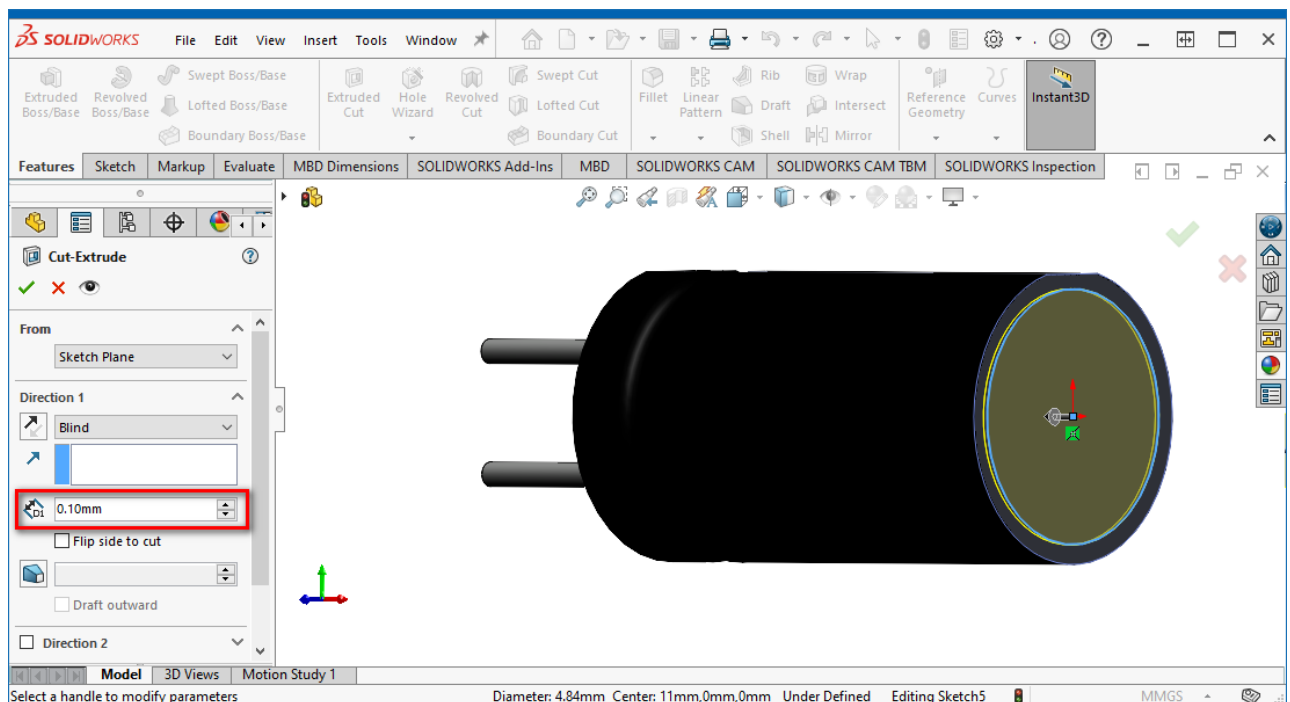 SOLIDWORKS File Edit View Insert Tools Window
Extruded Boss/Base
Revolved Boss/Base
Swept Boss/Base
Lofted Boss/Base
Boundary Boss/Base
Extruded Cut
Hole Wizard
Revolved Cut
Swept Cut
Lofted Cut
Boundary Cut
Fillet
Linear Pattern
Rib
Draft
Shell
Wrap
Intersect
Mirror
Reference Geometry
Curves
Instant3D
Features Sketch Markup Evaluate MBD Dimensions SOLIDWORKS Add-Ins MBD SOLIDWORKS CAM SOLIDWORKS CAM TBM SOLIDWORKS Inspection
Cut-Extrude
From
Sketch Plane
Direction 1
Blind
D1 0.10mm
Flip side to cut
Draft outward
Direction 2
Model 3D Views Motion Study 1
Select a handle to modify parameters Diameter: 4.84mm Center: 11mm,0mm,0mm Under Defined Editing Sketch5 MMGS